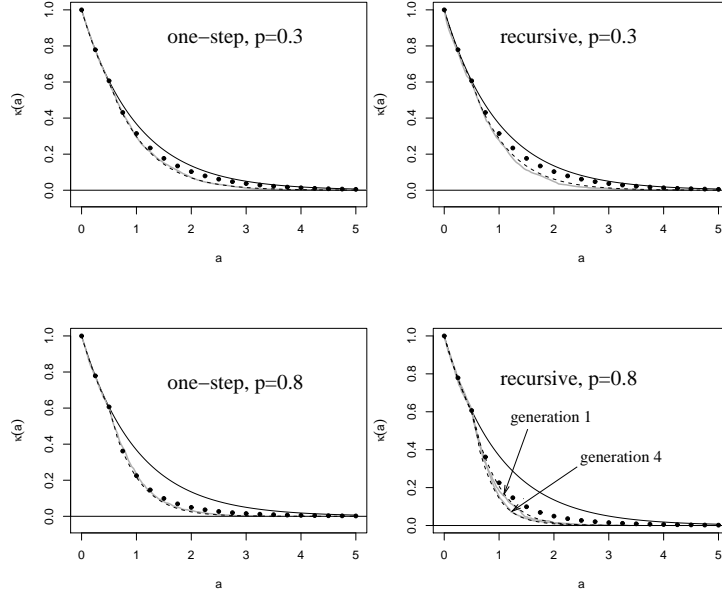 one−step, p=0.3
κ(a)
1.0
0.8
0.6
0.4
0.2
0.0
0 1 2 3 4 5
a
recursive, p=0.3
κ(a)
1.0
0.8
0.6
0.4
0.2
0.0
0 1 2 3 4 5
a
one−step, p=0.8
κ(a)
1.0
0.8
0.6
0.4
0.2
0.0
0 1 2 3 4 5
a
recursive, p=0.8
generation 1
generation 4
κ(a)
1.0
0.8
0.6
0.4
0.2
0.0
0 1 2 3 4 5
a